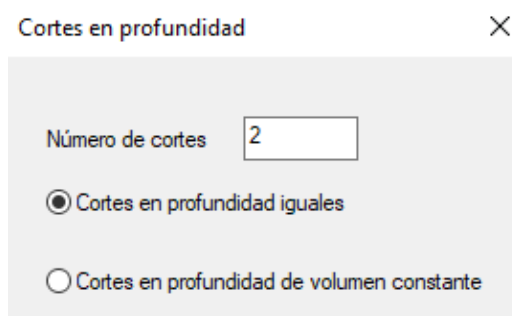 Cortes en profundidad
Número de cortes 2
Cortes en profundidad iguales
Cortes en profundidad de volumen constante